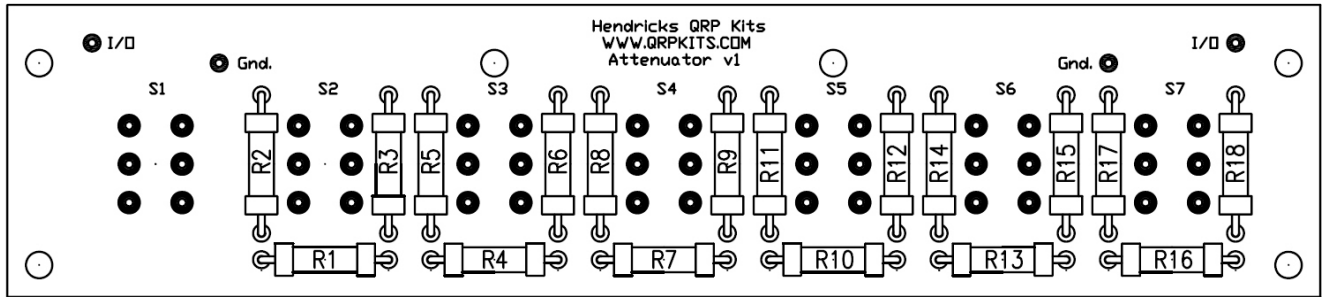 Hendricks QRP Kits
WWW.QRPKITS.COM
Attenuator v1
I/O
I/O
Gnd.
Gnd.
S1
S2
S3
S4
S5
S6
S7
R2
R3
R5
R6
R8
R9
R11
R12
R14
R15
R17
R18
R1
R4
R7
R10
R13
R16